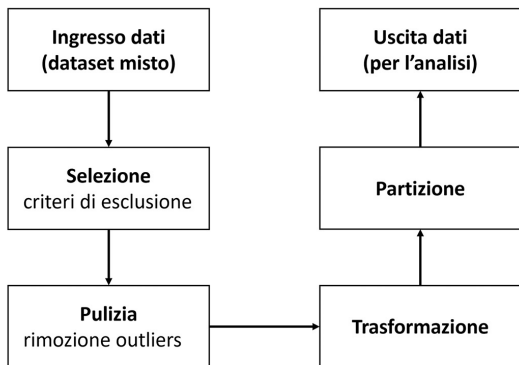 Ingresso dati
(dataset misto)
Selezione
criteri di esclusione
Pulizia
rimozione outliers
Trasformazione
Partizione
Uscita dati
(per l'analisi)